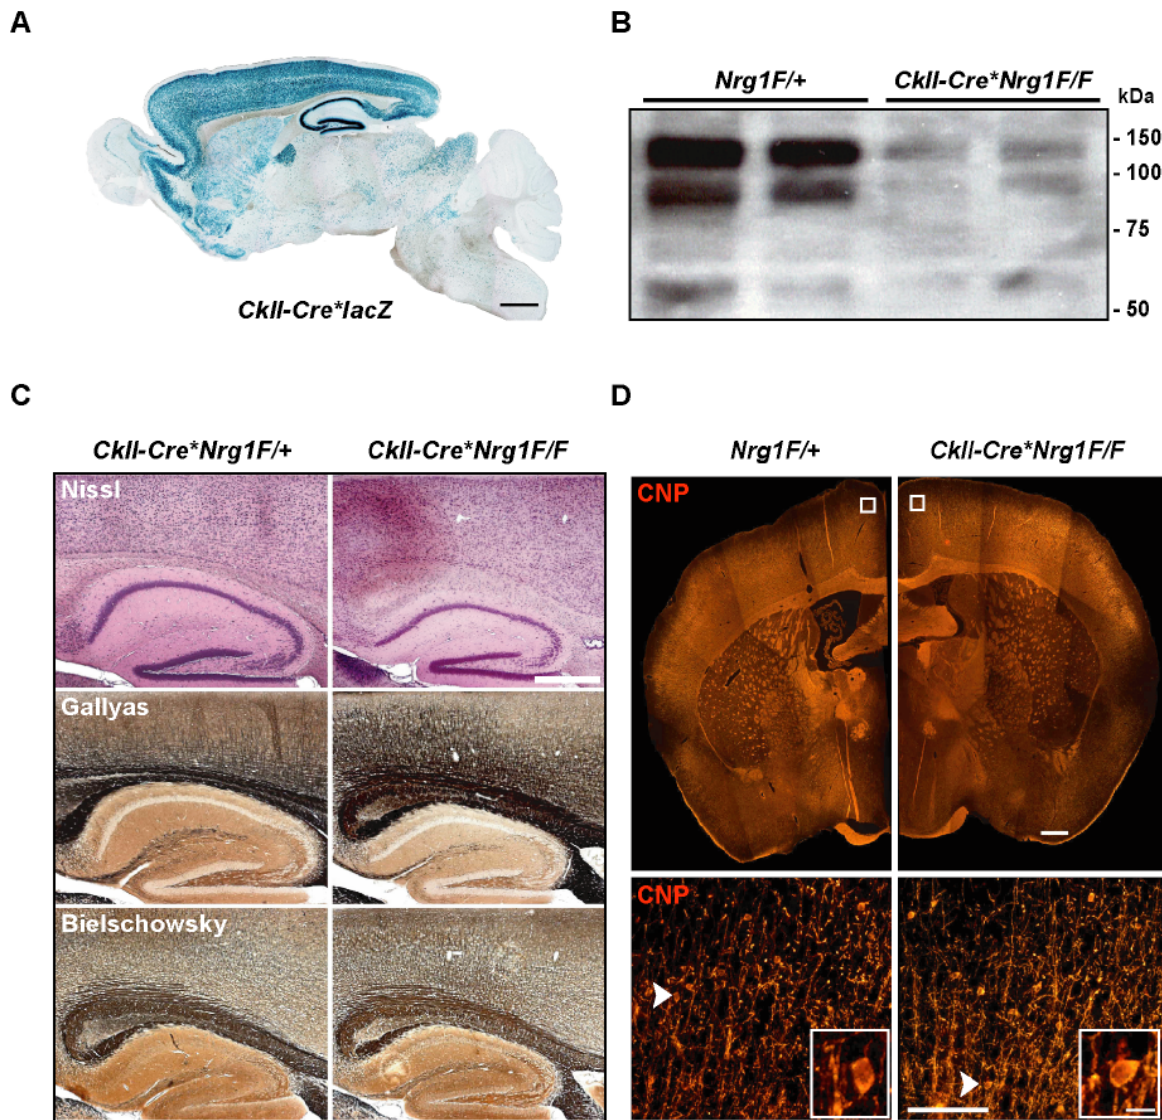 A
CkII-Cre*lacZ
B
Nrg1F/+ CkII-Cre*Nrg1F/F
kDa
- 150
- 100
- 75
- 50
C
CkII-Cre*Nrg1F/+ CkII-Cre*Nrg1F/F
Nissl
Gallyas
Bielschowsky
D
Nrg1F/+ CkII-Cre*Nrg1F/F
CNP
CNP